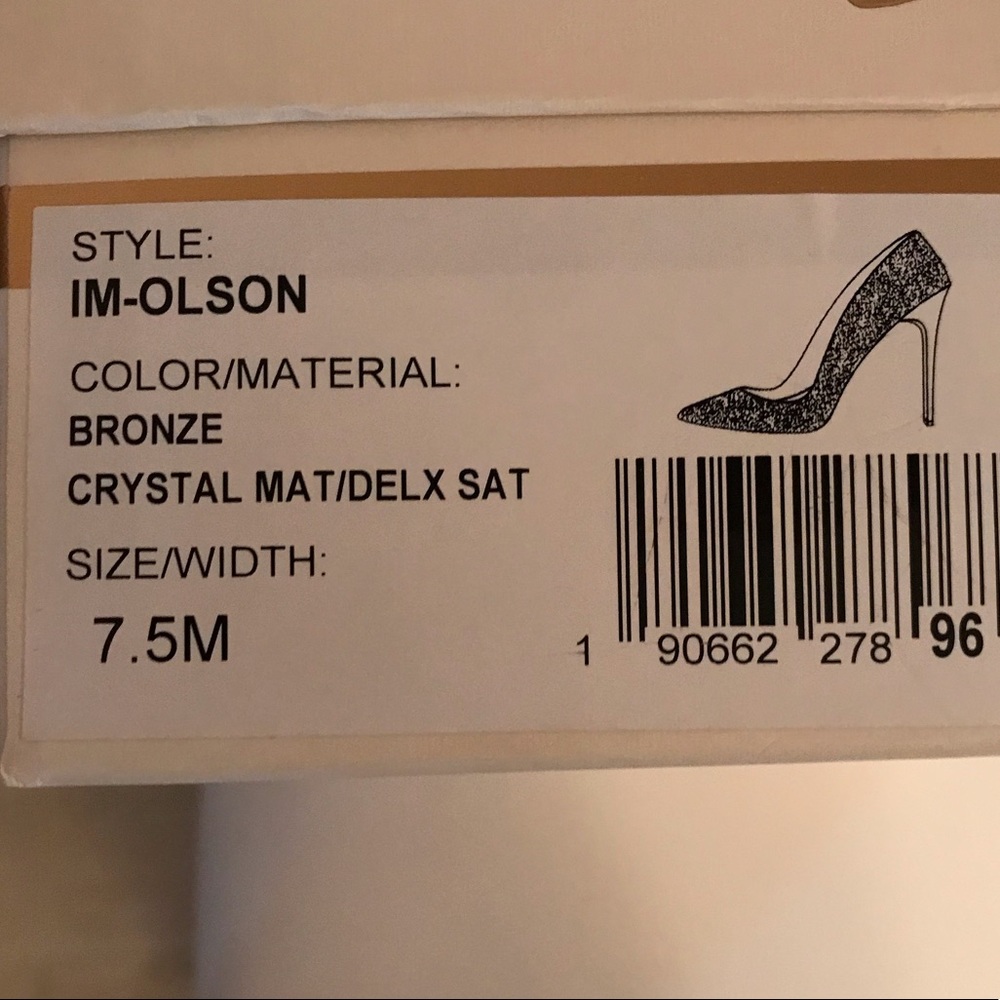 STYLE:
IM-OLSON
COLOR/MATERIAL:
BRONZE
CRYSTAL MAT/DELX SAT
SIZE/WIDTH:
7.5M
1 90662 278 96